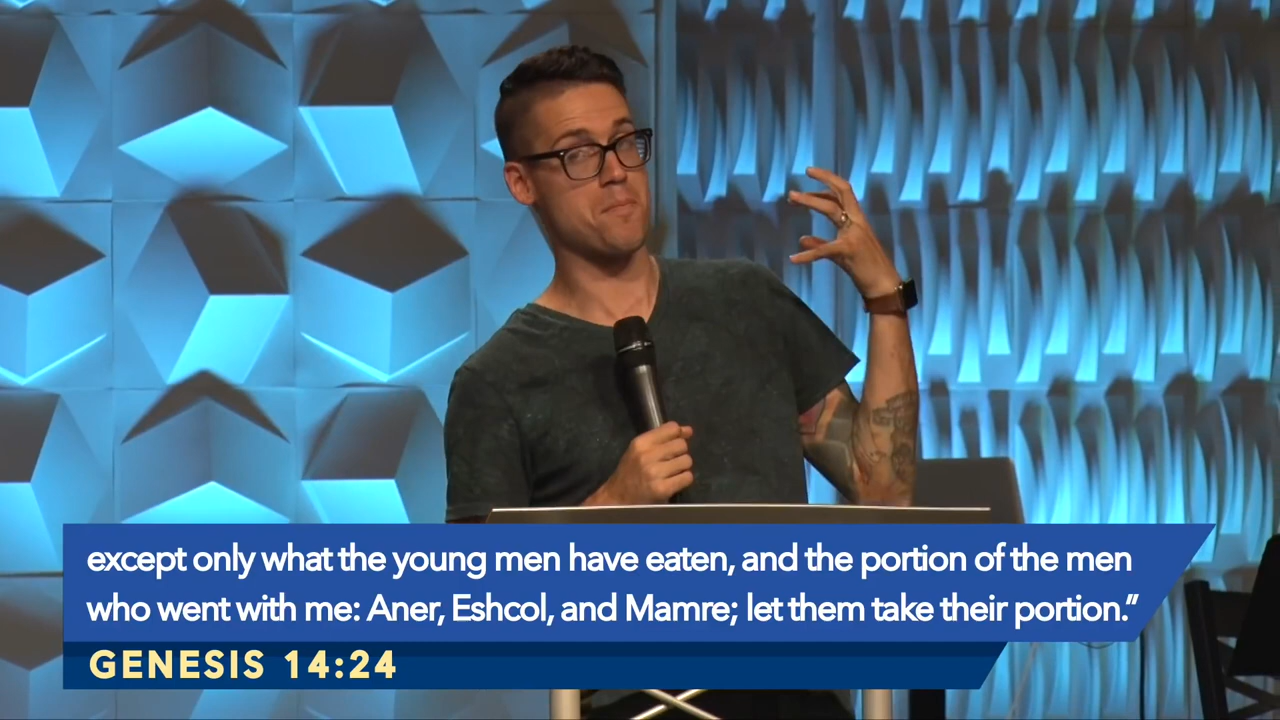 except only what the young men have eaten, and the portion of the men
who went with me: Aner, Eshcol, and Mamre; let them take their portion.”
GENESIS 14:24